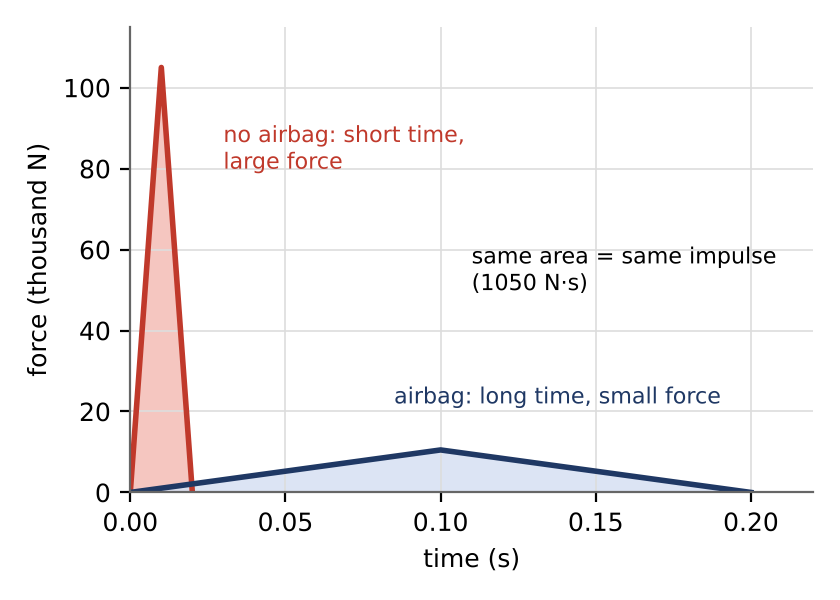 100
80
60
40
20
0
force (thousand N)
no airbag: short time,
large force
same area = same impulse
(1050 N·s)
airbag: long time, small force
0.00 0.05 0.10 0.15 0.20
time (s)